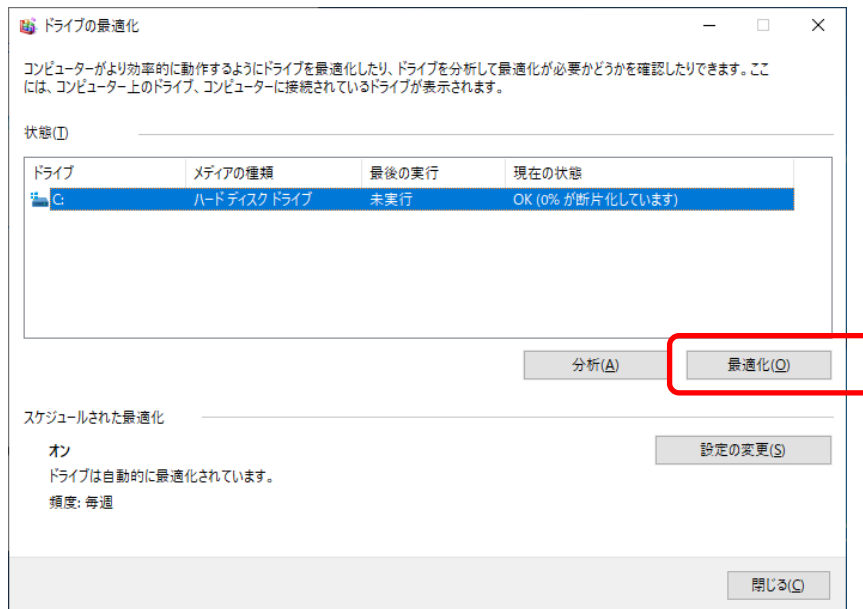 ドライブの最適化
コンピューターがより効率的に動作するようにドライブを最適化したり、ドライブを分析して最適化が必要かどうかを確認したりできます。ここ
には、コンピューター上のドライブ、コンピューターに接続されているドライブが表示されます。
状態(T)
ドライブ メディアの種類 最後の実行 現在の状態
C: ハード ディスク ドライブ 未実行 OK (0% が断片化しています)
分析(A) 最適化(O)
スケジュールされた最適化
オン 設定の変更(S)
ドライブは自動的に最適化されています。
頻度: 毎週
閉じる(C)